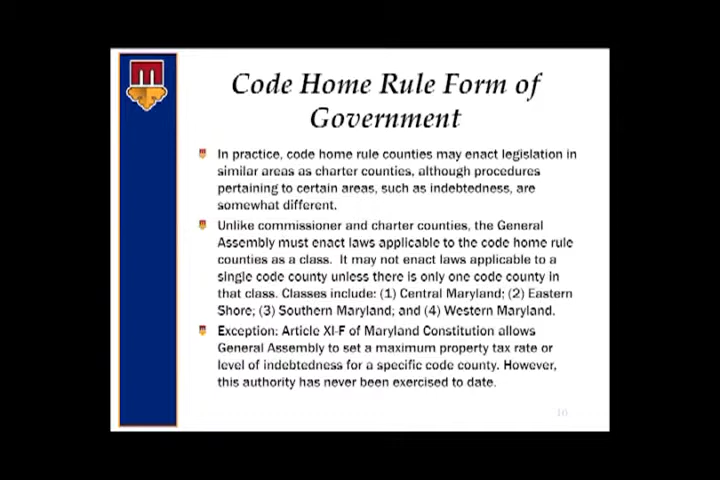 Code Home Rule Form of
Government
In practice, code home rule counties may enact legislation in
similar areas as charter counties, although procedures
pertaining to certain areas, such as indebtedness, are
somewhat different.
Unlike commissioner and charter counties, the General
Assembly must enact laws applicable to the code home rule
counties as a class. It may not enact laws applicable to a
single code county unless there is only one code county in
that class. Classes include: (1) Central Maryland; (2) Eastern
Shore; (3) Southern Maryland; and (4) Western Maryland.
Exception: Article XI-F of Maryland Constitution allows
General Assembly to set a maximum property tax rate or
level of indebtedness for a specific code county. However,
this authority has never been exercised to date.
10